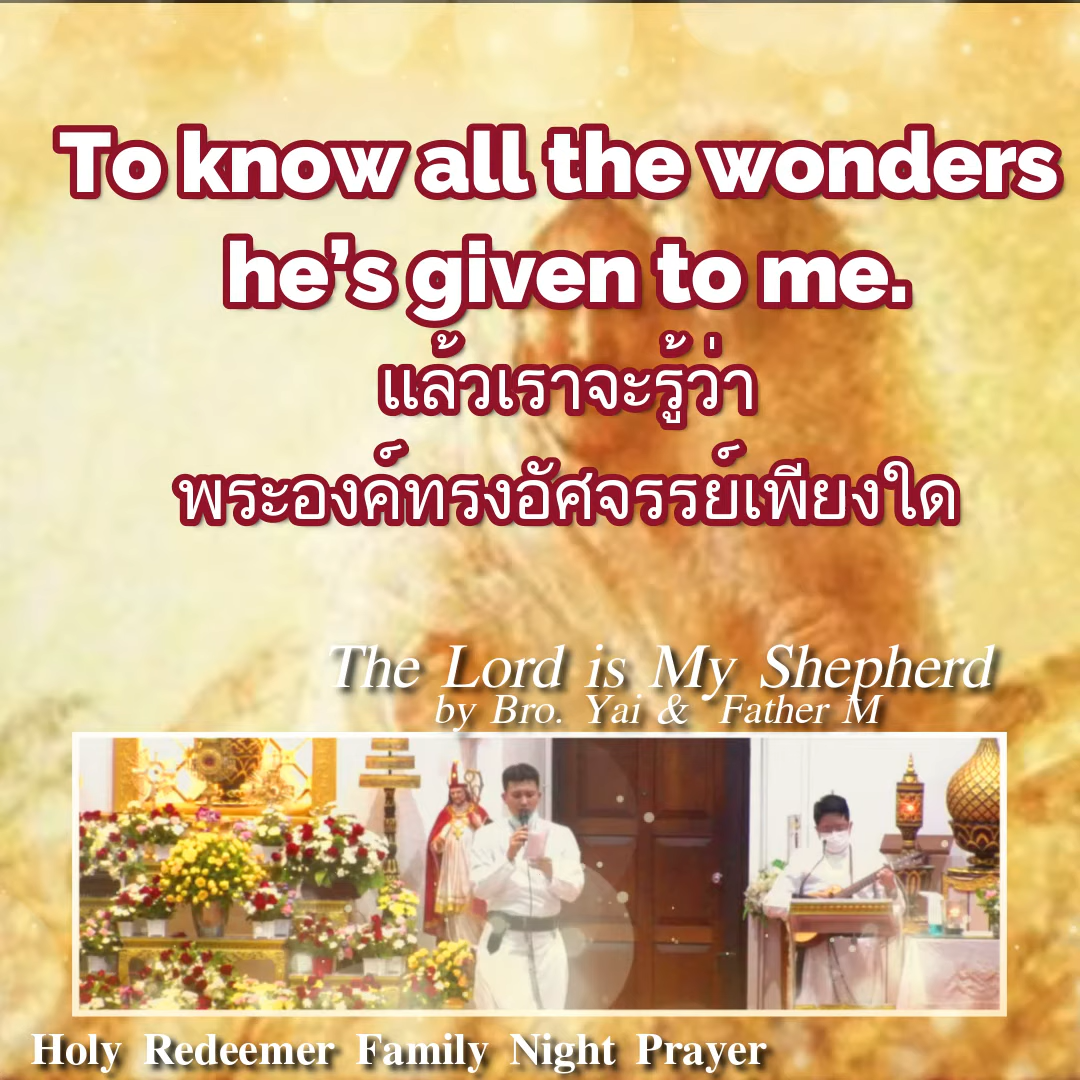 To know all the wonders
he's given to me.
แล้วเราจะรู้ว่า
พระองค์ทรงอัศจรรย์เพียงใด
The Lord is My Shepherd
by Bro. Yai & Father M
Holy Redeemer Family Night Prayer